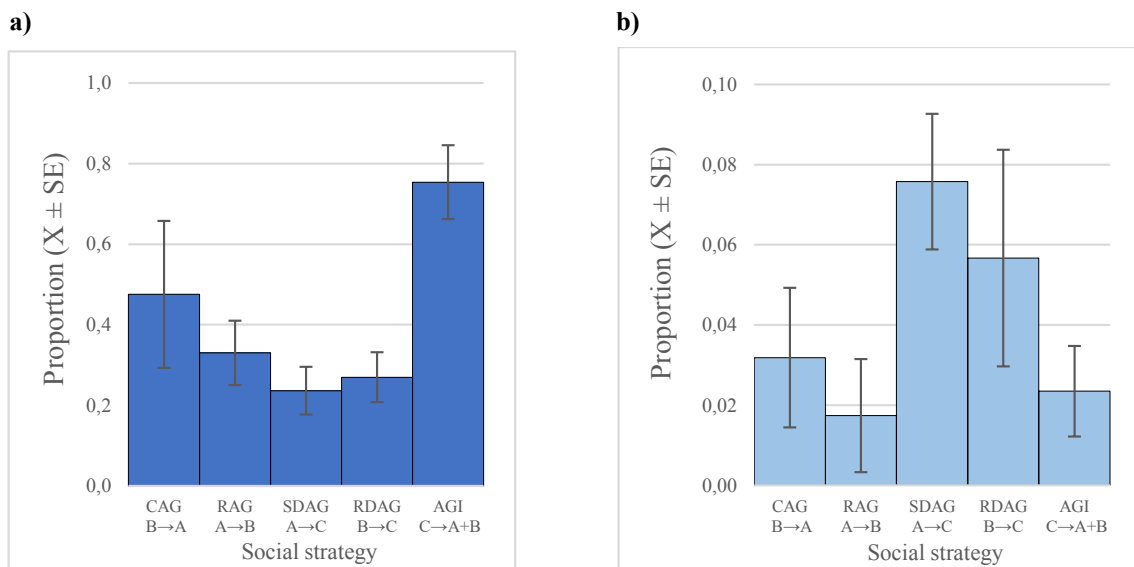 a)
Proportion (X ± SE)
1,0
0,8
0,6
0,4
0,2
0,0
CAG RAG SDAG RDAG AGI
B→A A→B A→C B→C C→A+B
Social strategy
b)
Proportion (X ± SE)
0,10
0,08
0,06
0,04
0,02
0,00
CAG RAG SDAG RDAG AGI
B→A A→B A→C B→C C→A+B
Social strategy